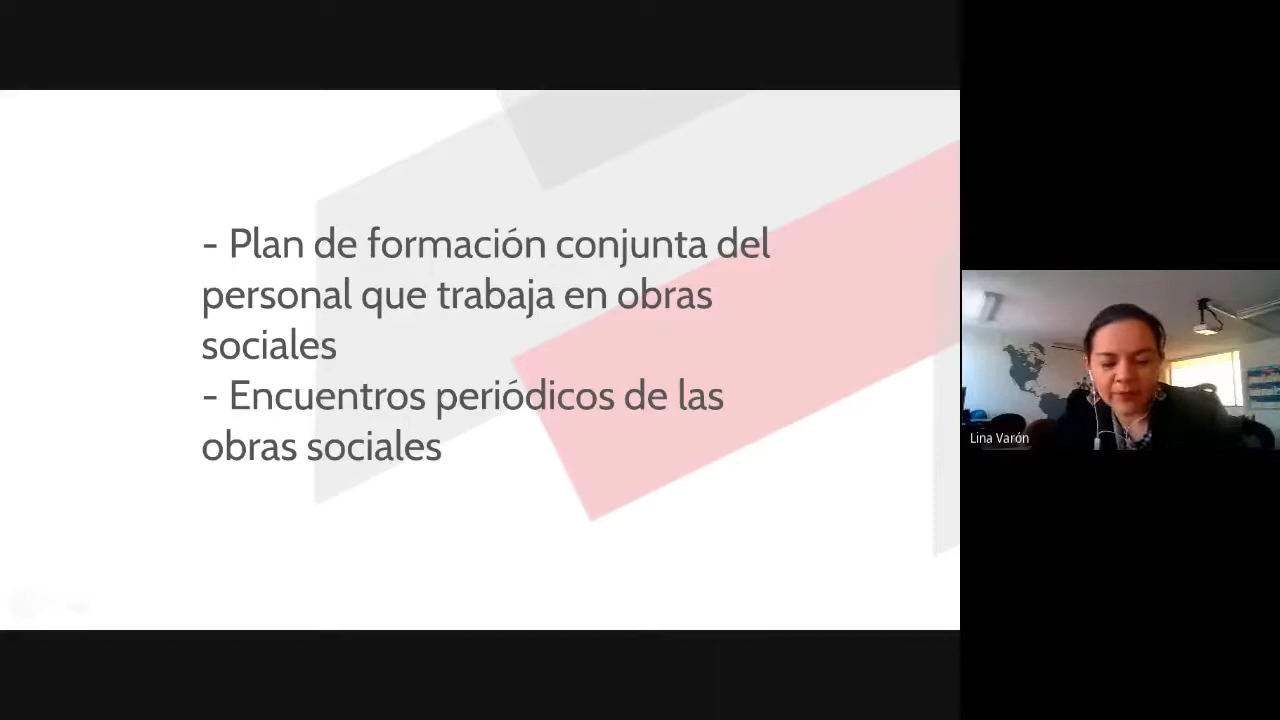 - Plan de formación conjunta del
personal que trabaja en obras
sociales
- Encuentros periódicos de las
obras sociales
Lina Varón